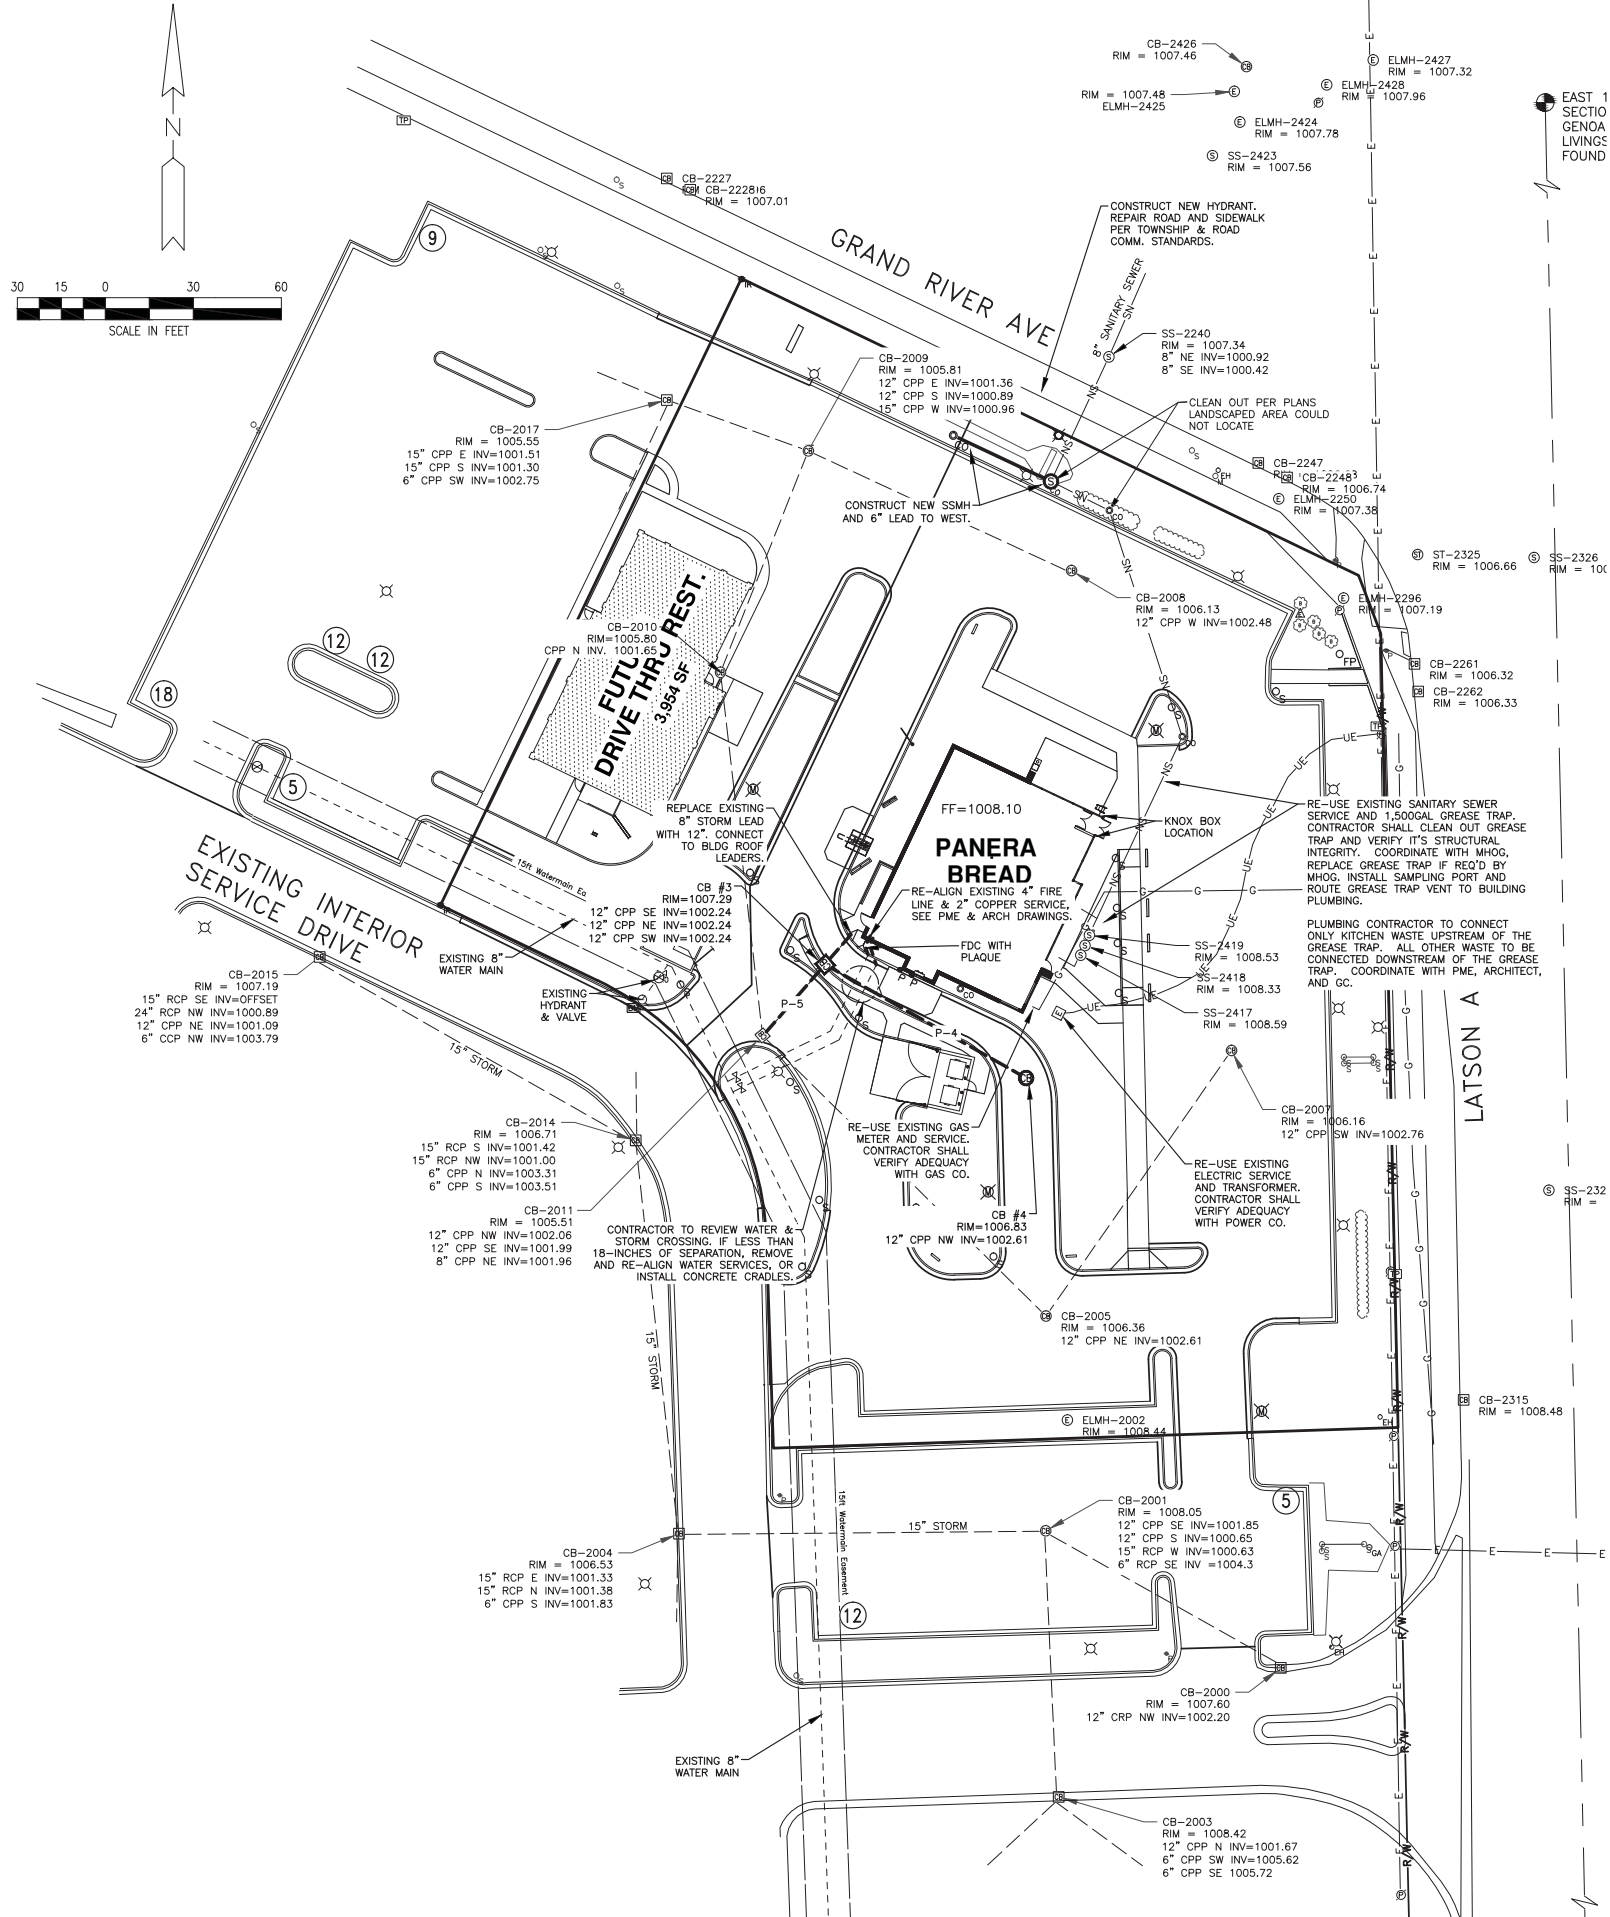 N
30 15 0 30 60
SCALE IN FEET
CB-2426
RIM = 1007.46
RIM = 1007.48
ELMH-2425
ELMH-2427
RIM = 1007.32
ELMH-2428
RIM = 1007.96
ELMH-2424
RIM = 1007.78
SS-2423
RIM = 1007.56
EAST 1
SECTIO
GENOA
LIVINGS
FOUND
TP
CB-2227
CB-2228
RIM = 1007.01
CONSTRUCT NEW HYDRANT.
REPAIR ROAD AND SIDEWALK
PER TOWNSHIP & ROAD
COMM. STANDARDS.
GRAND RIVER AVE
8" SANITARY SEWER
SS-2240
RIM = 1007.34
8" NE INV=1000.92
8" SE INV=1000.42
CB-2009
RIM = 1005.81
12" CPP E INV=1001.36
12" CPP S INV=1000.89
15" CPP W INV=1000.96
CLEAN OUT PER PLANS
LANDSCAPED AREA COULD
NOT LOCATE
CB-2017
RIM = 1005.55
15" CPP E INV=1001.51
15" CPP S INV=1001.30
6" CPP SW INV=1002.75
CB-2247
CB-2248
RIM = 1006.74
ELMH-2250
RIM = 1007.38
CONSTRUCT NEW SSMH
AND 6" LEAD TO WEST.
ST-2325
RIM = 1006.66
SS-2326
RIM = 100
CB-2008
RIM = 1006.13
12" CPP W INV=1002.48
ELMH-2296
RIM = 1007.19
CB-2010
RIM=1005.80
CPP N INV. 1001.65
FUTU REST.
DRIVE THRU
3,954 SF
FP
CB-2261
RIM = 1006.32
CB-2262
RIM = 1006.33
9
12
12
18
5
REPLACE EXISTING
8" STORM LEAD
WITH 12". CONNECT
TO BLDG ROOF
LEADERS.
FF=1008.10
PANERA
BREAD
KNOX BOX
LOCATION
RE-USE EXISTING SANITARY SEWER
SERVICE AND 1,500GAL GREASE TRAP.
CONTRACTOR SHALL CLEAN OUT GREASE
TRAP AND VERIFY IT'S STRUCTURAL
INTEGRITY. COORDINATE WITH MHOG,
REPLACE GREASE TRAP IF REQ'D BY
MHOG. INSTALL SAMPLING PORT AND
ROUTE GREASE TRAP VENT TO BUILDING
PLUMBING.
PLUMBING CONTRACTOR TO CONNECT
ONLY KITCHEN WASTE UPSTREAM OF THE
GREASE TRAP. ALL OTHER WASTE TO BE
CONNECTED DOWNSTREAM OF THE GREASE
TRAP. COORDINATE WITH PME, ARCHITECT,
AND GC.
15ft Watermain Ea
EXISTING INTERIOR
SERVICE DRIVE
CB #3
RIM=1007.29
12" CPP SE INV=1002.24
12" CPP NE INV=1002.24
12" CPP SW INV=1002.24
RE-ALIGN EXISTING 4" FIRE
LINE & 2" COPPER SERVICE,
SEE PME & ARCH DRAWINGS.
FDC WITH
PLAQUE
EXISTING 8"
WATER MAIN
EXISTING
HYDRANT
& VALVE
SS-2419
RIM = 1008.53
SS-2418
RIM = 1008.33
SS-2417
RIM = 1008.59
P-5
P-4
CB-2015
RIM = 1007.19
15" RCP SE INV=OFFSET
24" RCP NW INV=1000.89
12" CPP NE INV=1001.09
6" CCP NW INV=1003.79
15" STORM
LATSON A
CB-2014
RIM = 1006.71
15" RCP S INV=1001.42
15" RCP NW INV=1001.00
6" CPP N INV=1003.31
6" CPP S INV=1003.51
RE-USE EXISTING GAS
METER AND SERVICE.
CONTRACTOR SHALL
VERIFY ADEQUACY
WITH GAS CO.
CB-2007
RIM = 1006.16
12" CPP SW INV=1002.76
RE-USE EXISTING
ELECTRIC SERVICE
AND TRANSFORMER.
CONTRACTOR SHALL
VERIFY ADEQUACY
WITH POWER CO.
SS-232
RIM =
CB-2011
RIM = 1005.51
12" CPP NW INV=1002.06
12" CPP SE INV=1001.99
8" CPP NE INV=1001.96
CONTRACTOR TO REVIEW WATER &
STORM CROSSING. IF LESS THAN
18-INCHES OF SEPARATION, REMOVE
AND RE-ALIGN WATER SERVICES, OR
INSTALL CONCRETE CRADLES.
CB #4
RIM=1006.83
12" CPP NW INV=1002.61
CB-2005
RIM = 1006.36
12" CPP NE INV=1002.61
15" STORM
ELMH-2002
RIM = 1008.44
CB-2315
RIM = 1008.48
5
15ft Watermain Easement
15" STORM
CB-2001
RIM = 1008.05
12" CPP SE INV=1001.85
12" CPP S INV=1000.65
15" RCP W INV=1000.63
6" RCP SE INV =1004.3
CB-2004
RIM = 1006.53
15" RCP E INV=1001.33
15" RCP N INV=1001.38
6" CPP S INV=1001.83
12
CB-2000
RIM = 1007.60
12" CRP NW INV=1002.20
EXISTING 8"
WATER MAIN
CB-2003
RIM = 1008.42
12" CPP N INV=1001.67
6" CPP SW INV=1005.62
6" CPP SE 1005.72